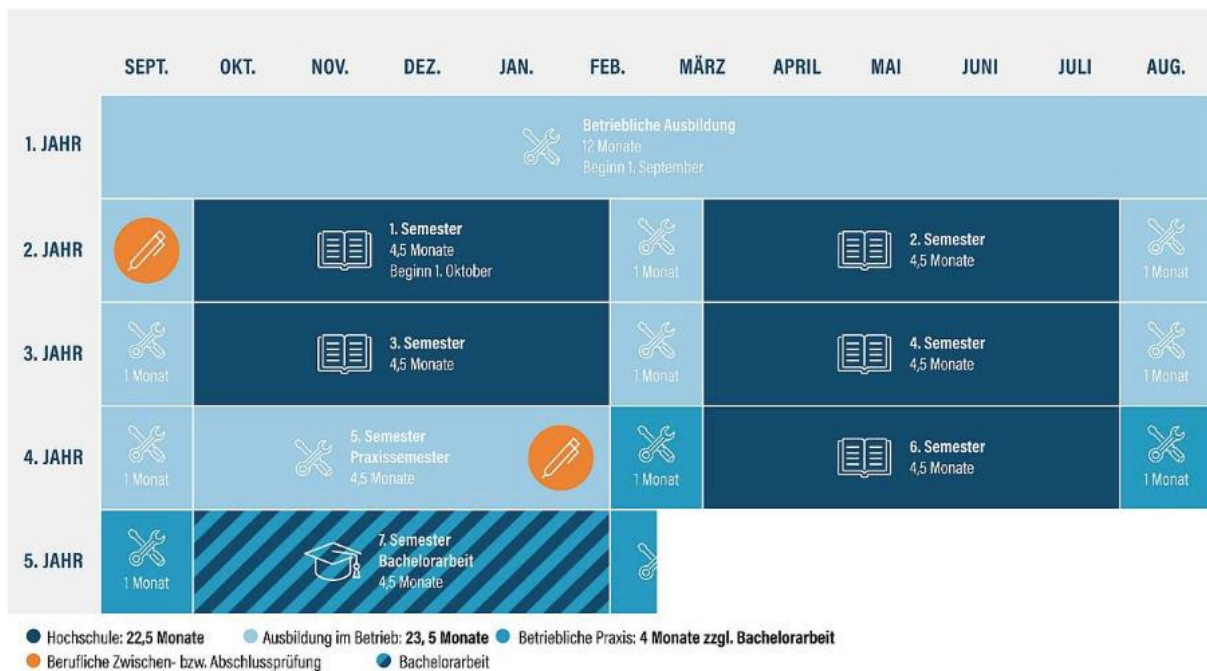 SEPT. OKT. NOV. DEZ. JAN. FEB. MÄRZ APRIL MAI JUNI JULI AUG.
1. JAHR
Betriebliche Ausbildung
12 Monate
Beginn 1. September
2. JAHR
1. Semester
4,5 Monate
Beginn 1. Oktober
1 Monat
2. Semester
4,5 Monate
1 Monat
3. JAHR
1 Monat
3. Semester
4,5 Monate
1 Monat
4. Semester
4,5 Monate
1 Monat
4. JAHR
1 Monat
5. Semester
Praxissemester
4,5 Monate
1 Monat
6. Semester
4,5 Monate
1 Monat
5. JAHR
1 Monat
7. Semester
Bachelorarbeit
4,5 Monate
Hochschule: 22,5 Monate Ausbildung im Betrieb: 23, 5 Monate Betriebliche Praxis: 4 Monate zzgl. Bachelorarbeit
Berufliche Zwischen- bzw. Abschlussprüfung Bachelorarbeit